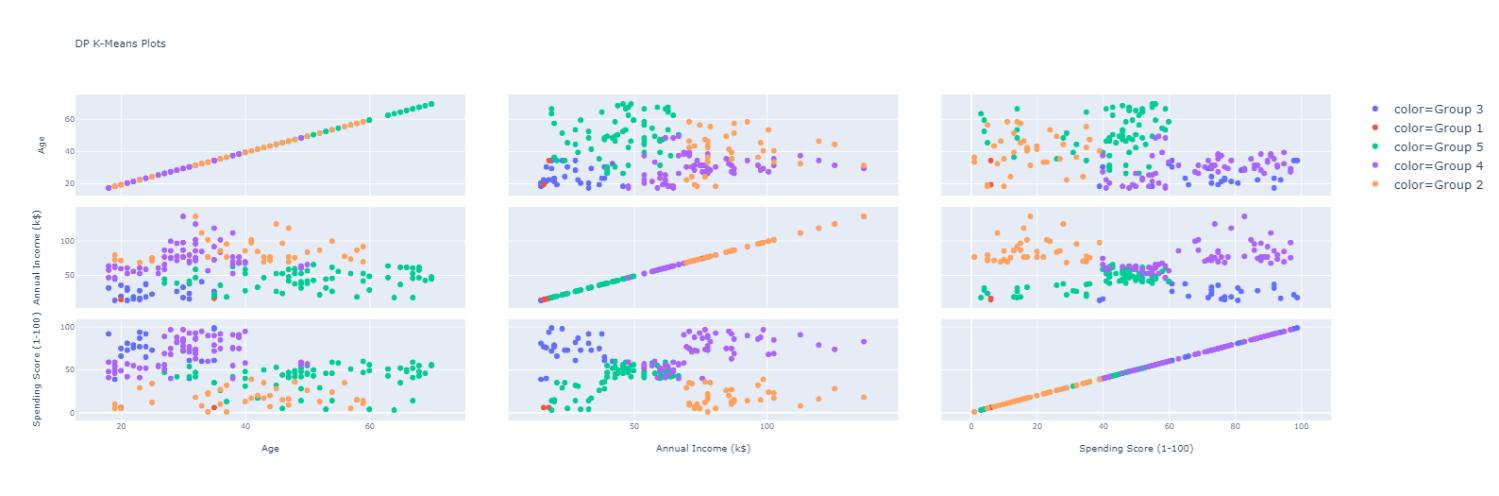 DP K-Means Plots
Age
60
40
20
color=Group 3
color=Group 1
color=Group 5
color=Group 4
color=Group 2
Annual Income (k$)
100
50
Spending Score (1-100)
100
50
0
20
40
60
50
100
0
20
40
60
80
100
Age
Annual Income (k$)
Spending Score (1-100)